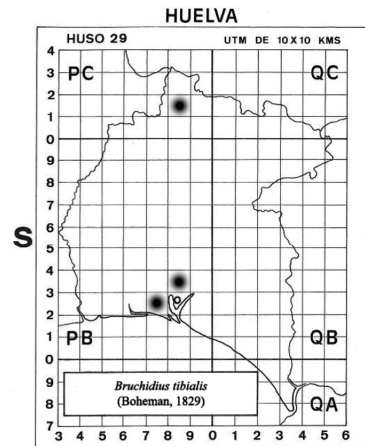 HUELVA
HUSO 29 UTM DE 10 X 10 KMS
4
PC QC
3
2
1
0
9
8
7
6
S
5
4
3
2
PB QB
1
0
9
Bruchidius tibialis
(Boheman, 1829)
8
QA
7
3 4 5 6 7 8 9 0 1 2 3 4 5 6